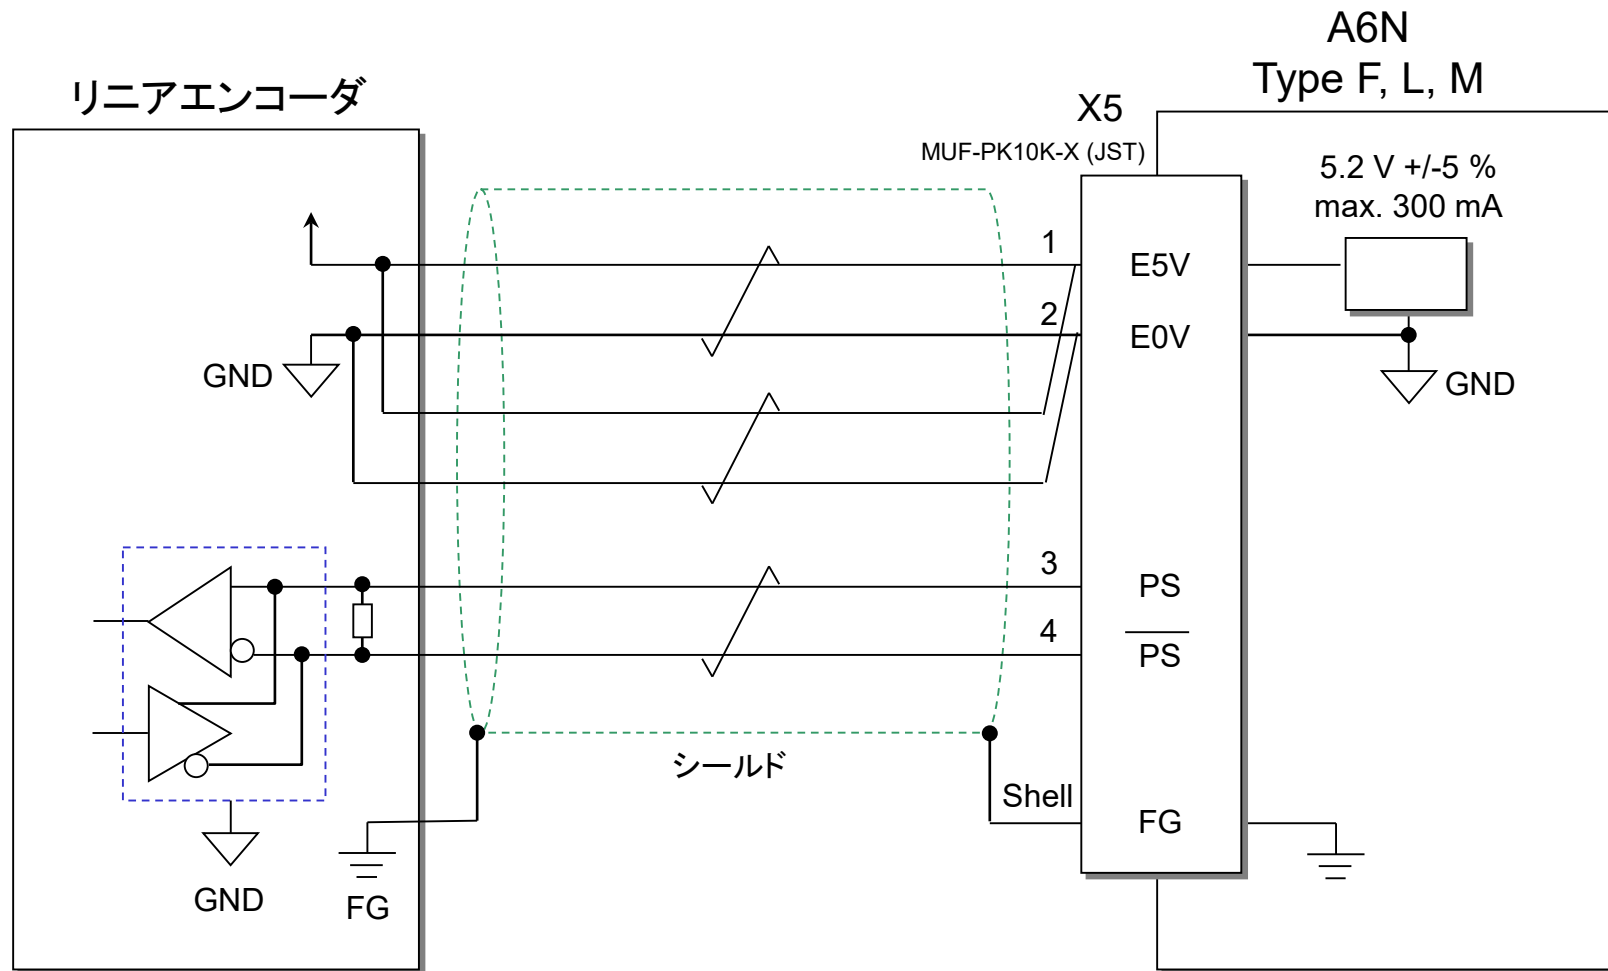 A6N
Type F, L, M
リニアエンコーダ
X5
MUF-PK10K-X (JST)
5.2 V +/-5 %
max. 300 mA
1
E5V
2
E0V
GND
GND
3
PS
4
PS
シールド
Shell
FG
GND
FG